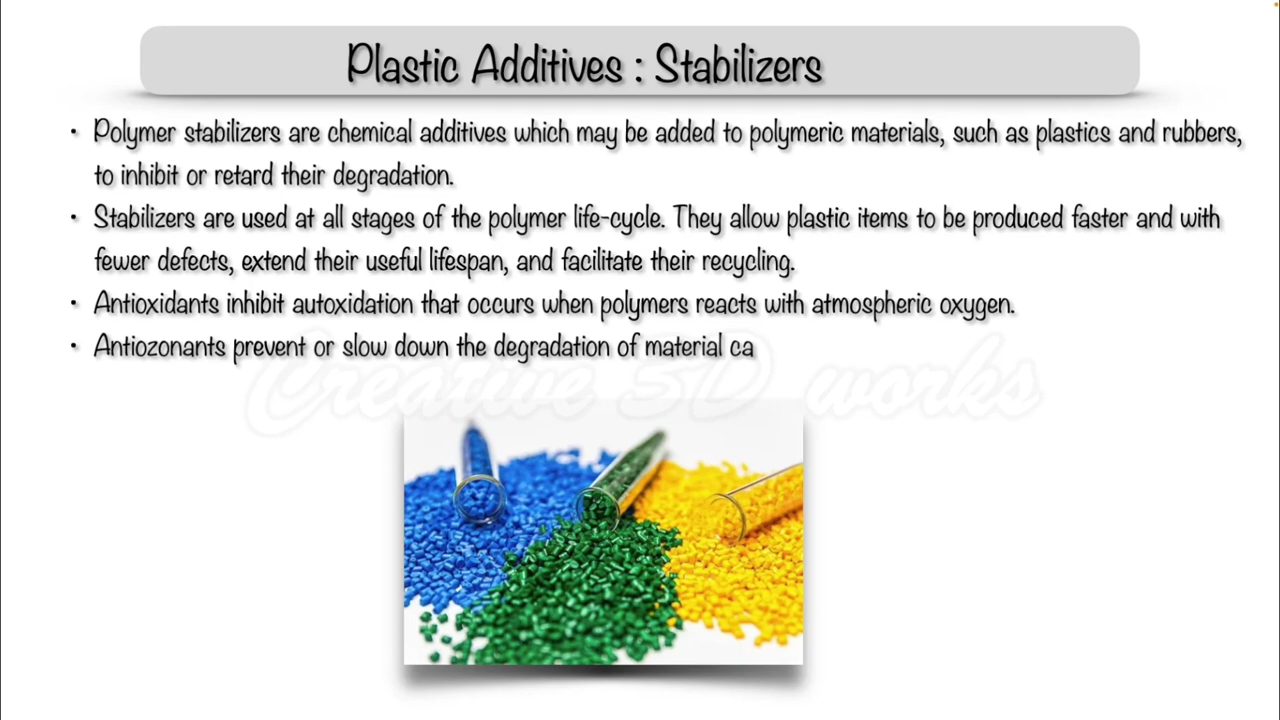 Plastic Additives : Stabilizers
• Polymer stabilizers are chemical additives which may be added to polymeric materials, such as plastics and rubbers,
to inhibit or retard their degradation.
• Stabilizers are used at all stages of the polymer life-cycle. They allow plastic items to be produced faster and with
fewer defects, extend their useful lifespan, and facilitate their recycling.
• Antioxidants inhibit autoxidation that occurs when polymers reacts with atmospheric oxygen.
• Antiozonants prevent or slow down the degradation of material ca
Creative 5D works